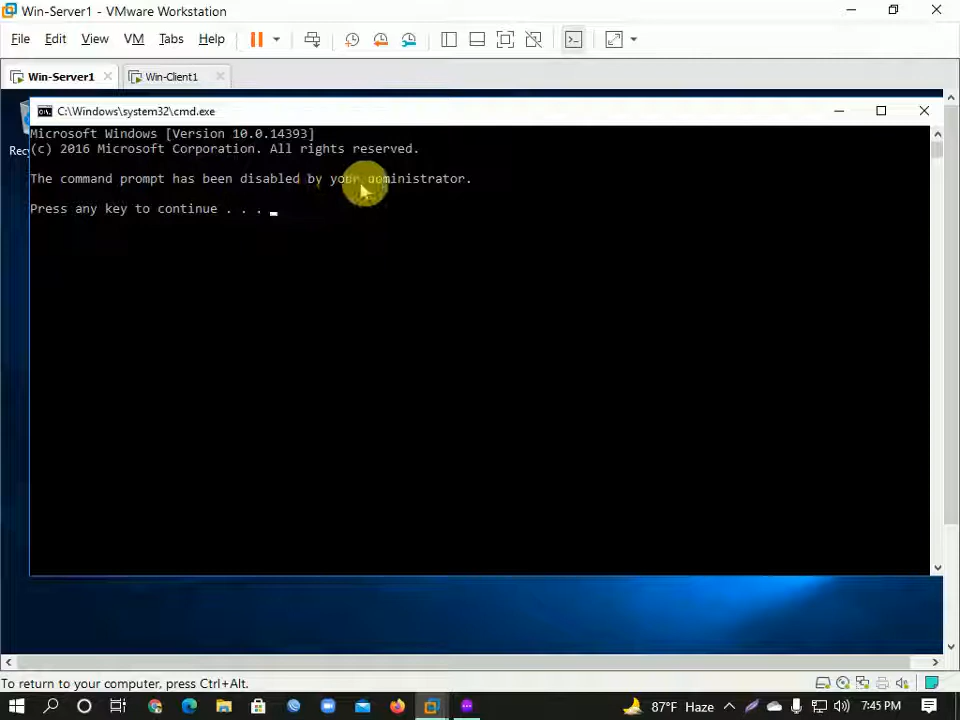 Win-Server1 - VMware Workstation
File Edit View VM Tabs Help
Win-Server1 Win-Client1
C:\Windows\system32\cmd.exe
Microsoft Windows [Version 10.0.14393]
(c) 2016 Microsoft Corporation. All rights reserved.
The command prompt has been disabled by your administrator.
Press any key to continue . . .
To return to your computer, press Ctrl+Alt.
87°F Haze 7:45 PM